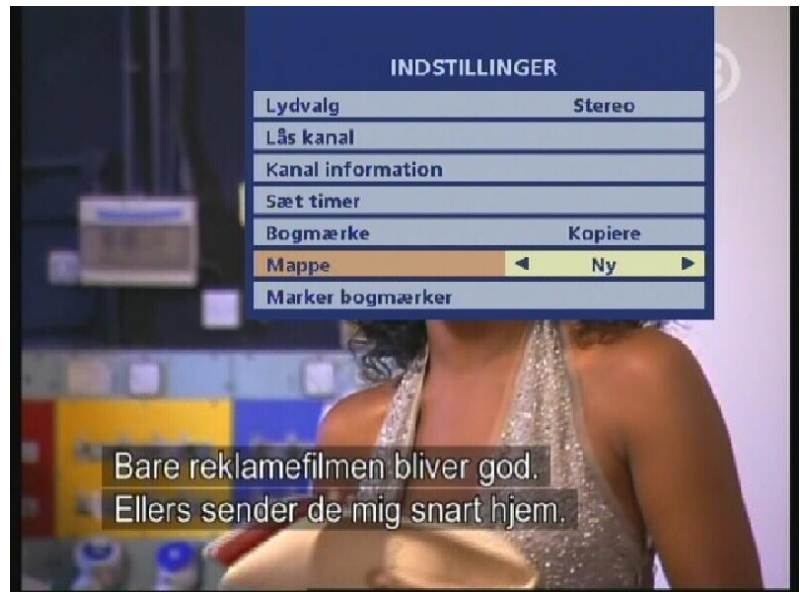 INDSTILLINGER
Lydvalg Stereo
Lås kanal
Kanal information
Sæt timer
Bogmærke Kopiere
Mappe Ny
Marker bogmærker
Bare reklamefilmen bliver god.
Ellers sender de mig snart hjem.